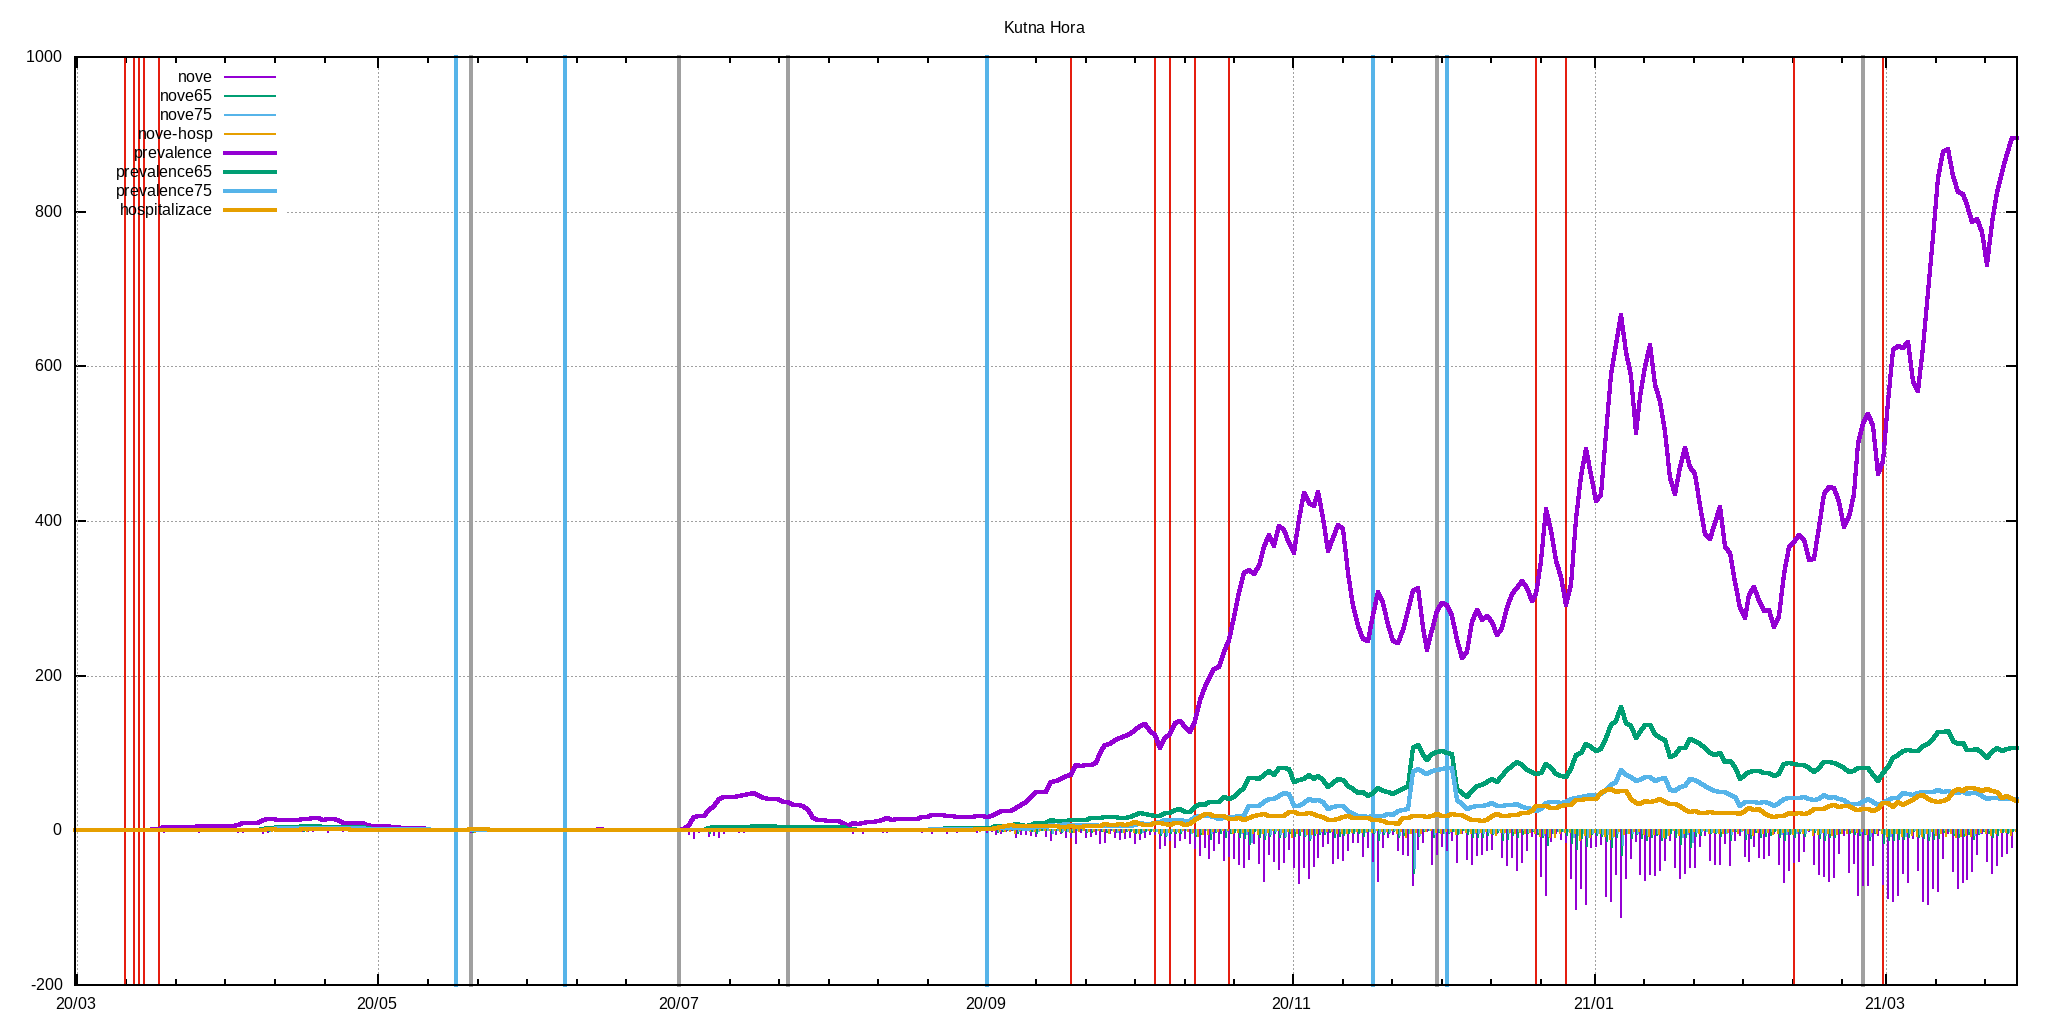 Kutna Hora
1000
800
600
400
200
0
-200
nove
nove65
nove75
nove-hosp
prevalence
prevalence65
prevalence75
hospitalizace
20/03 20/05 20/07 20/09 20/11 21/01 21/03